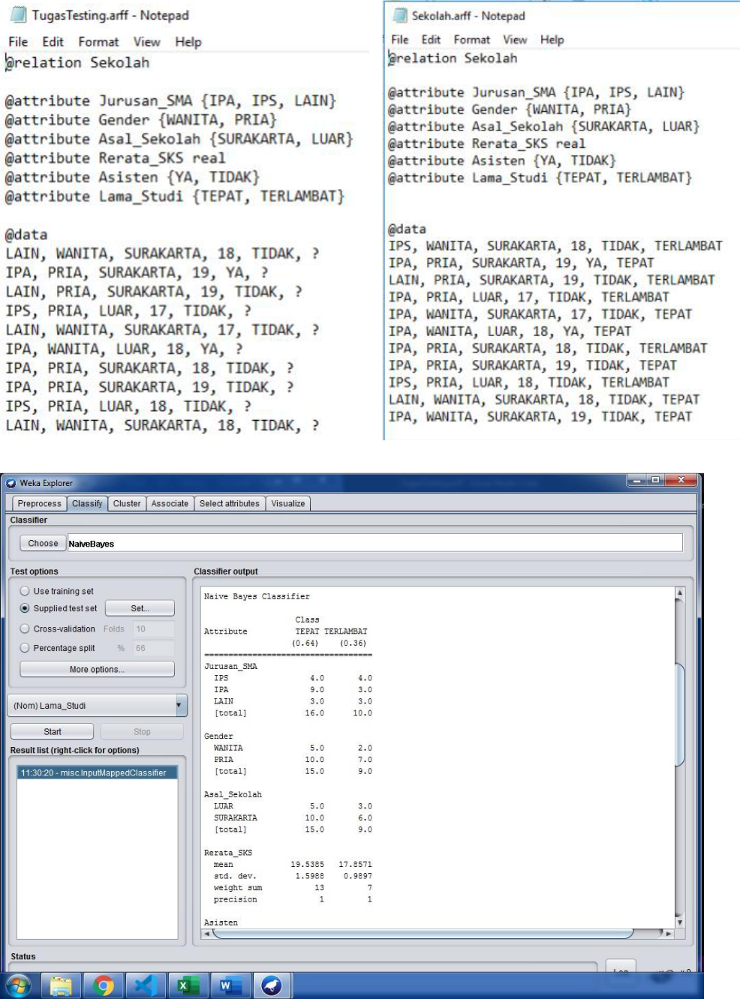 TugasTesting.arff - Notepad
File Edit Format View Help
@relation Sekolah
@attribute Jurusan_SMA {IPA, IPS, LAIN}
@attribute Gender {WANITA, PRIA}
@attribute Asal_Sekolah {SURAKARTA, LUAR}
@attribute Rerata_SKS real
@attribute Asisten {YA, TIDAK}
@attribute Lama_Studi {TEPAT, TERLAMBAT}
@data
LAIN, WANITA, SURAKARTA, 18, TIDAK, ?
IPA, PRIA, SURAKARTA, 19, YA, ?
LAIN, PRIA, SURAKARTA, 19, TIDAK, ?
IPS, PRIA, LUAR, 17, TIDAK, ?
LAIN, WANITA, SURAKARTA, 17, TIDAK, ?
IPA, WANITA, LUAR, 18, YA, ?
IPA, PRIA, SURAKARTA, 18, TIDAK, ?
IPA, PRIA, SURAKARTA, 19, TIDAK, ?
IPS, PRIA, LUAR, 18, TIDAK, ?
LAIN, WANITA, SURAKARTA, 18, TIDAK, ?
Sekolah.arff - Notepad
File Edit Format View Help
@relation Sekolah
@attribute Jurusan_SMA {IPA, IPS, LAIN}
@attribute Gender {WANITA, PRIA}
@attribute Asal_Sekolah {SURAKARTA, LUAR}
@attribute Rerata_SKS real
@attribute Asisten {YA, TIDAK}
@attribute Lama_Studi {TEPAT, TERLAMBAT}
@data
IPS, WANITA, SURAKARTA, 18, TIDAK, TERLAMBAT
IPA, PRIA, SURAKARTA, 19, YA, TEPAT
LAIN, PRIA, SURAKARTA, 19, TIDAK, TERLAMBAT
IPA, PRIA, LUAR, 17, TIDAK, TERLAMBAT
IPA, WANITA, SURAKARTA, 17, TIDAK, TEPAT
IPA, WANITA, LUAR, 18, YA, TEPAT
IPA, PRIA, SURAKARTA, 18, TIDAK, TERLAMBAT
IPA, PRIA, SURAKARTA, 19, TIDAK, TEPAT
IPS, PRIA, LUAR, 18, TIDAK, TERLAMBAT
LAIN, WANITA, SURAKARTA, 18, TIDAK, TEPAT
IPA, WANITA, SURAKARTA, 19, TIDAK, TEPAT
Weka Explorer
Preprocess Classify Cluster Associate Select attributes Visualize
Classifier
Choose NaiveBayes
Test options
Use training set
Supplied test set Set...
Cross-validation Folds 10
Percentage split % 66
More options...
(Nom) Lama_Studi
Start Stop
Result list (right-click for options)
11:30:20 - misc.InputMappedClassifier
Classifier output
Naive Bayes Classifier
Class
Attribute TEPAT TERLAMBAT
(0.64) (0.36)
===================================
Jurusan_SMA
IPS 4.0 4.0
IPA 9.0 3.0
LAIN 3.0 3.0
[total] 16.0 10.0
Gender
WANITA 5.0 2.0
PRIA 10.0 7.0
[total] 15.0 9.0
Asal_Sekolah
LUAR 5.0 3.0
SURAKARTA 10.0 6.0
[total] 15.0 9.0
Rerata_SKS
mean 19.5385 17.8571
std. dev. 1.5988 0.9897
weight sum 13 7
precision 1 1
Asisten
Status